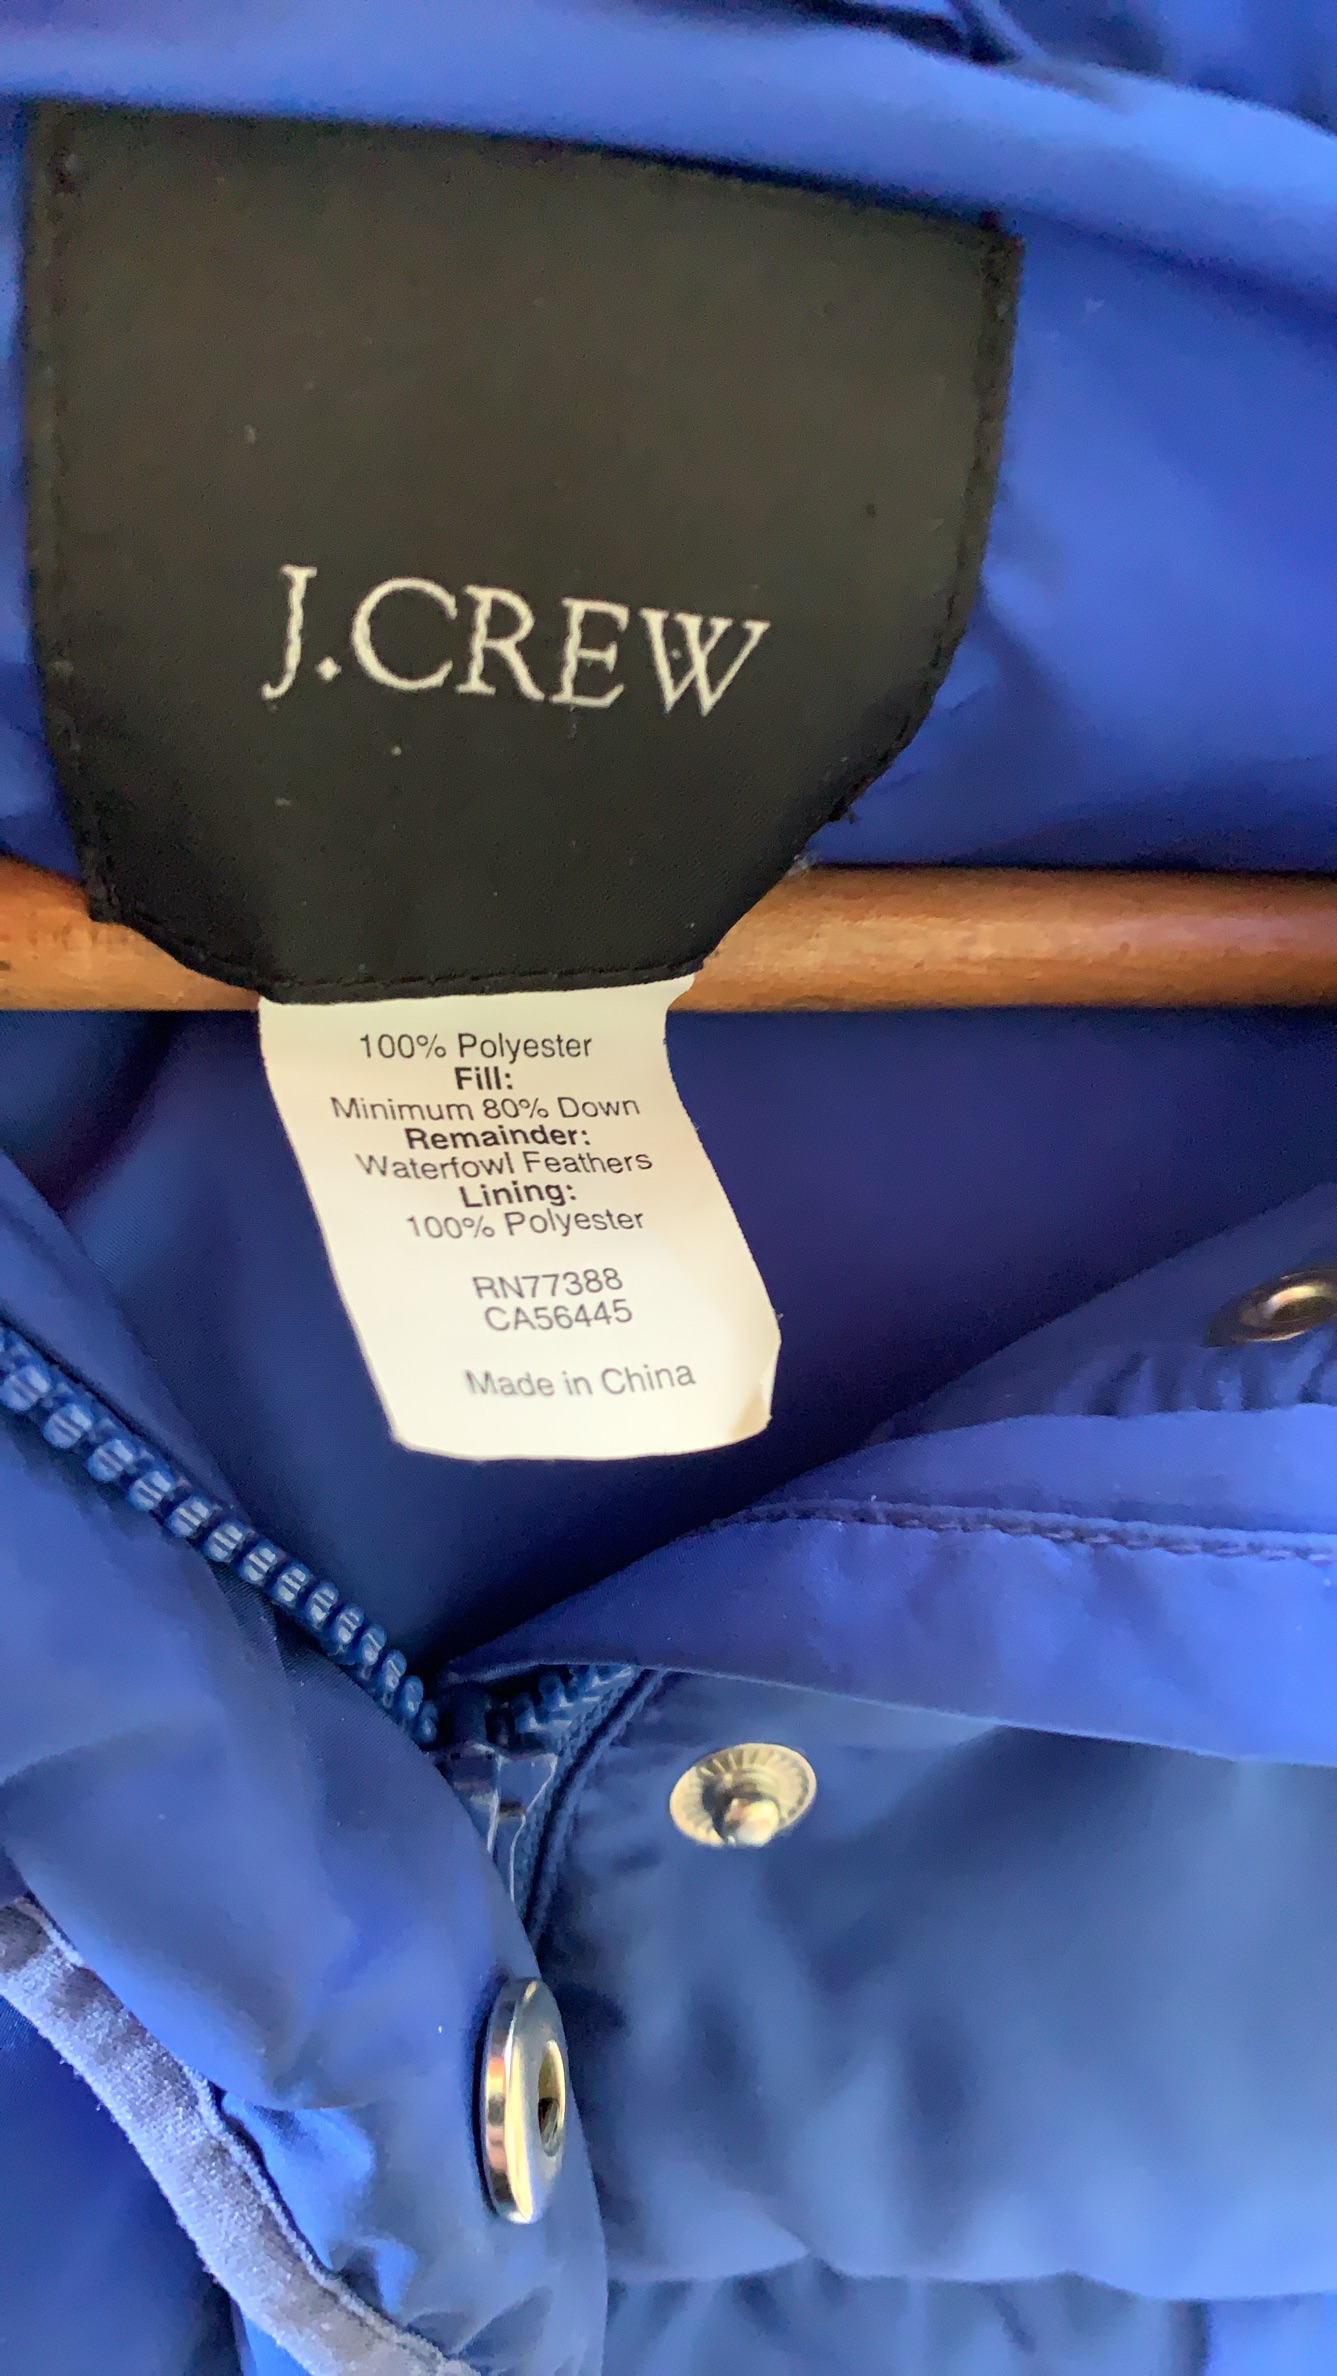 J.CREW
100% Polyester
Fill:
Minimum 80% Down
Remainder:
Waterfowl Feathers
Lining:
100% Polyester
RN77388
CA56445
Made in China